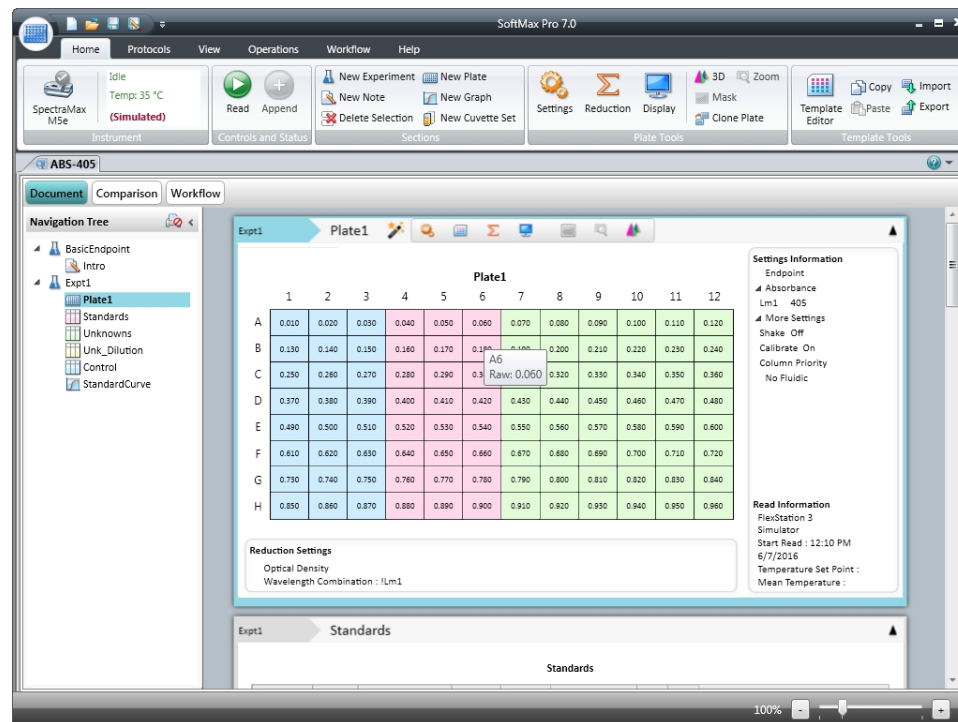 SoftMax Pro 7.0
Home Protocols View Operations Workflow Help
SpectraMax M5e
Idle
Temp: 35 °C
(Simulated)
Instrument
Read Append
Controls and Status
New Experiment New Plate
New Note New Graph
Delete Selection New Cuvette Set
Sections
Settings Reduction Display
3D Zoom
Mask
Clone Plate
Plate Tools
Template Editor
Copy Import
Paste Export
Template Tools
ABS-405
Document Comparison Workflow
Navigation Tree
BasicEndpoint
Intro
Expt1
Plate1
Standards
Unknowns
Unk_Dilution
Control
StandardCurve
Expt1 Plate1
Plate1
1 2 3 4 5 6 7 8 9 10 11 12
A 0.010 0.020 0.030 0.040 0.050 0.060 0.070 0.080 0.090 0.100 0.110 0.120
B 0.130 0.140 0.150 0.160 0.170 0.200 0.210 0.220 0.230 0.240
C 0.250 0.260 0.270 0.280 0.290 0.320 0.330 0.340 0.350 0.360
A6
Raw: 0.060
D 0.370 0.380 0.390 0.400 0.410 0.420 0.430 0.440 0.450 0.460 0.470 0.480
E 0.490 0.500 0.510 0.520 0.530 0.540 0.550 0.560 0.570 0.580 0.590 0.600
F 0.610 0.620 0.630 0.640 0.650 0.660 0.670 0.680 0.690 0.700 0.710 0.720
G 0.730 0.740 0.750 0.760 0.770 0.780 0.790 0.800 0.810 0.820 0.830 0.840
H 0.850 0.860 0.870 0.880 0.890 0.900 0.910 0.920 0.930 0.940 0.950 0.960
Reduction Settings
Optical Density
Wavelength Combination : !Lm1
Settings Information
Endpoint
Absorbance
Lm1 405
More Settings
Shake Off
Calibrate On
Column Priority
No Fluidic
Read Information
FlexStation 3
Simulator
Start Read : 12:10 PM
6/7/2016
Temperature Set Point :
Mean Temperature :
Expt1 Standards
Standards
100% - +